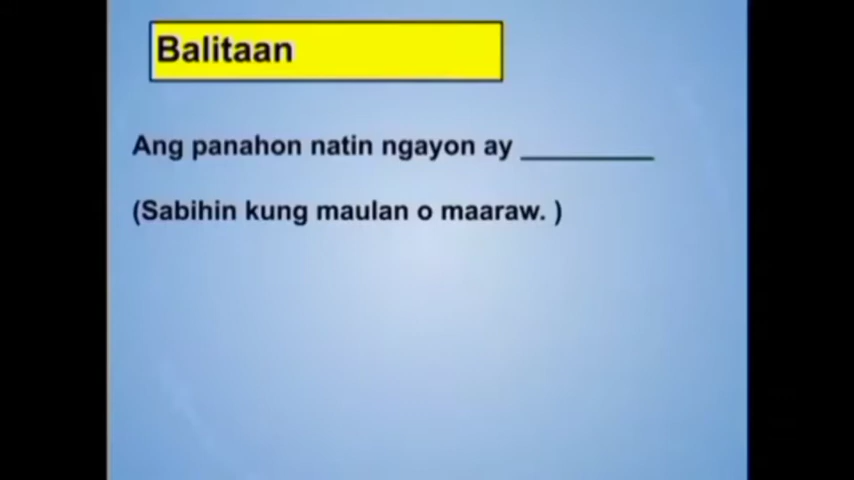 Balitaan
Ang panahon natin ngayon ay __________
(Sabihin kung maulan o maaraw. )